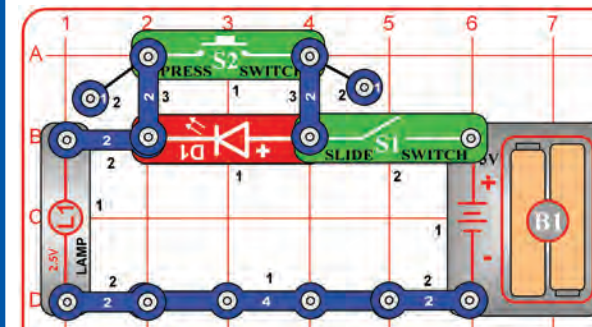 1 2 3 4 5 6 7
A
S2
PRESS SWITCH
1 2 2 3 1 3 2 2 1
B
2 D1 + S1
SLIDE SWITCH
2 1 2 3V
+
C
L1 1 1 B1
2.5V LAMP
-
2 1 2
D
2 4 2